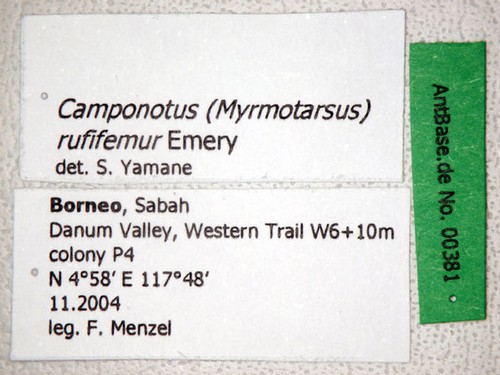 Camponotus (Myrmotarsus)
rufifemur Emery
det. S. Yamane
Borneo, Sabah
Danum Valley, Western Trail W6+10m
colony P4
N 4°58' E 117°48'
11.2004
leg. F. Menzel
AntBase.de No. 00381